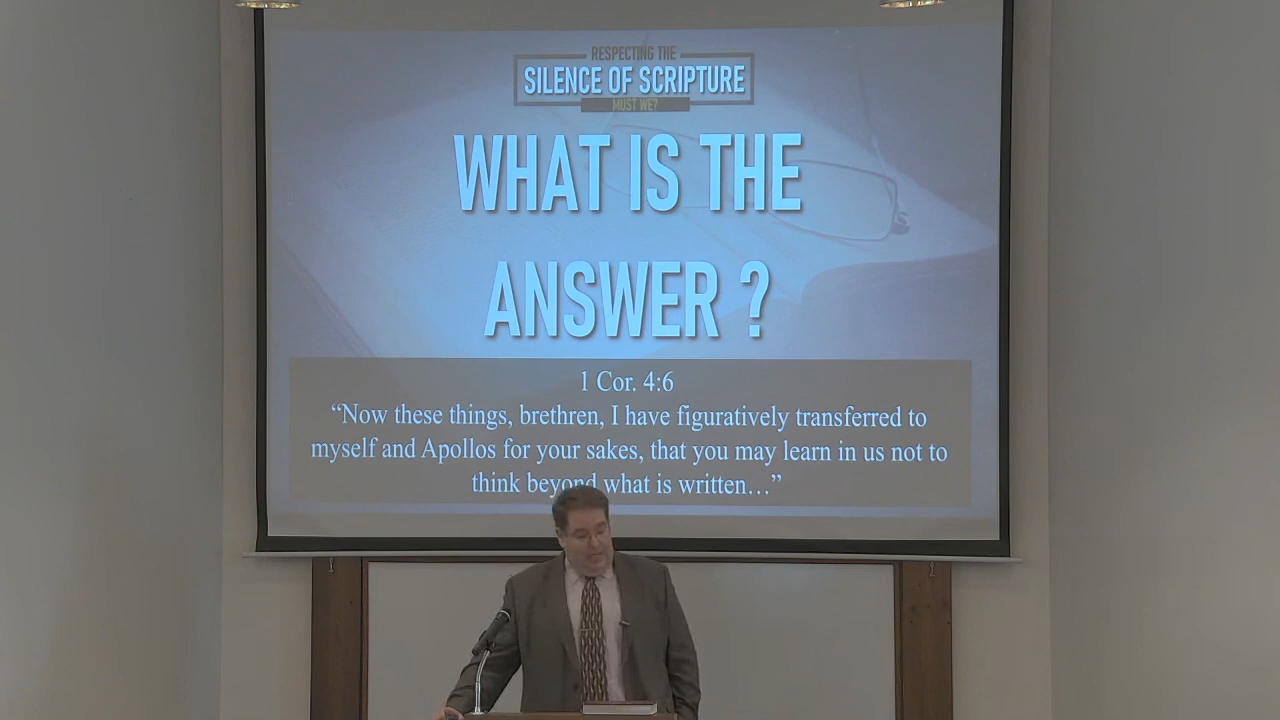 RESPECTING THE
SILENCE OF SCRIPTURE
MUST WE?
WHAT IS THE
ANSWER ?
1 Cor. 4:6
“Now these things, brethren, I have figuratively transferred to
myself and Apollos for your sakes, that you may learn in us not to
think beyond what is written…”